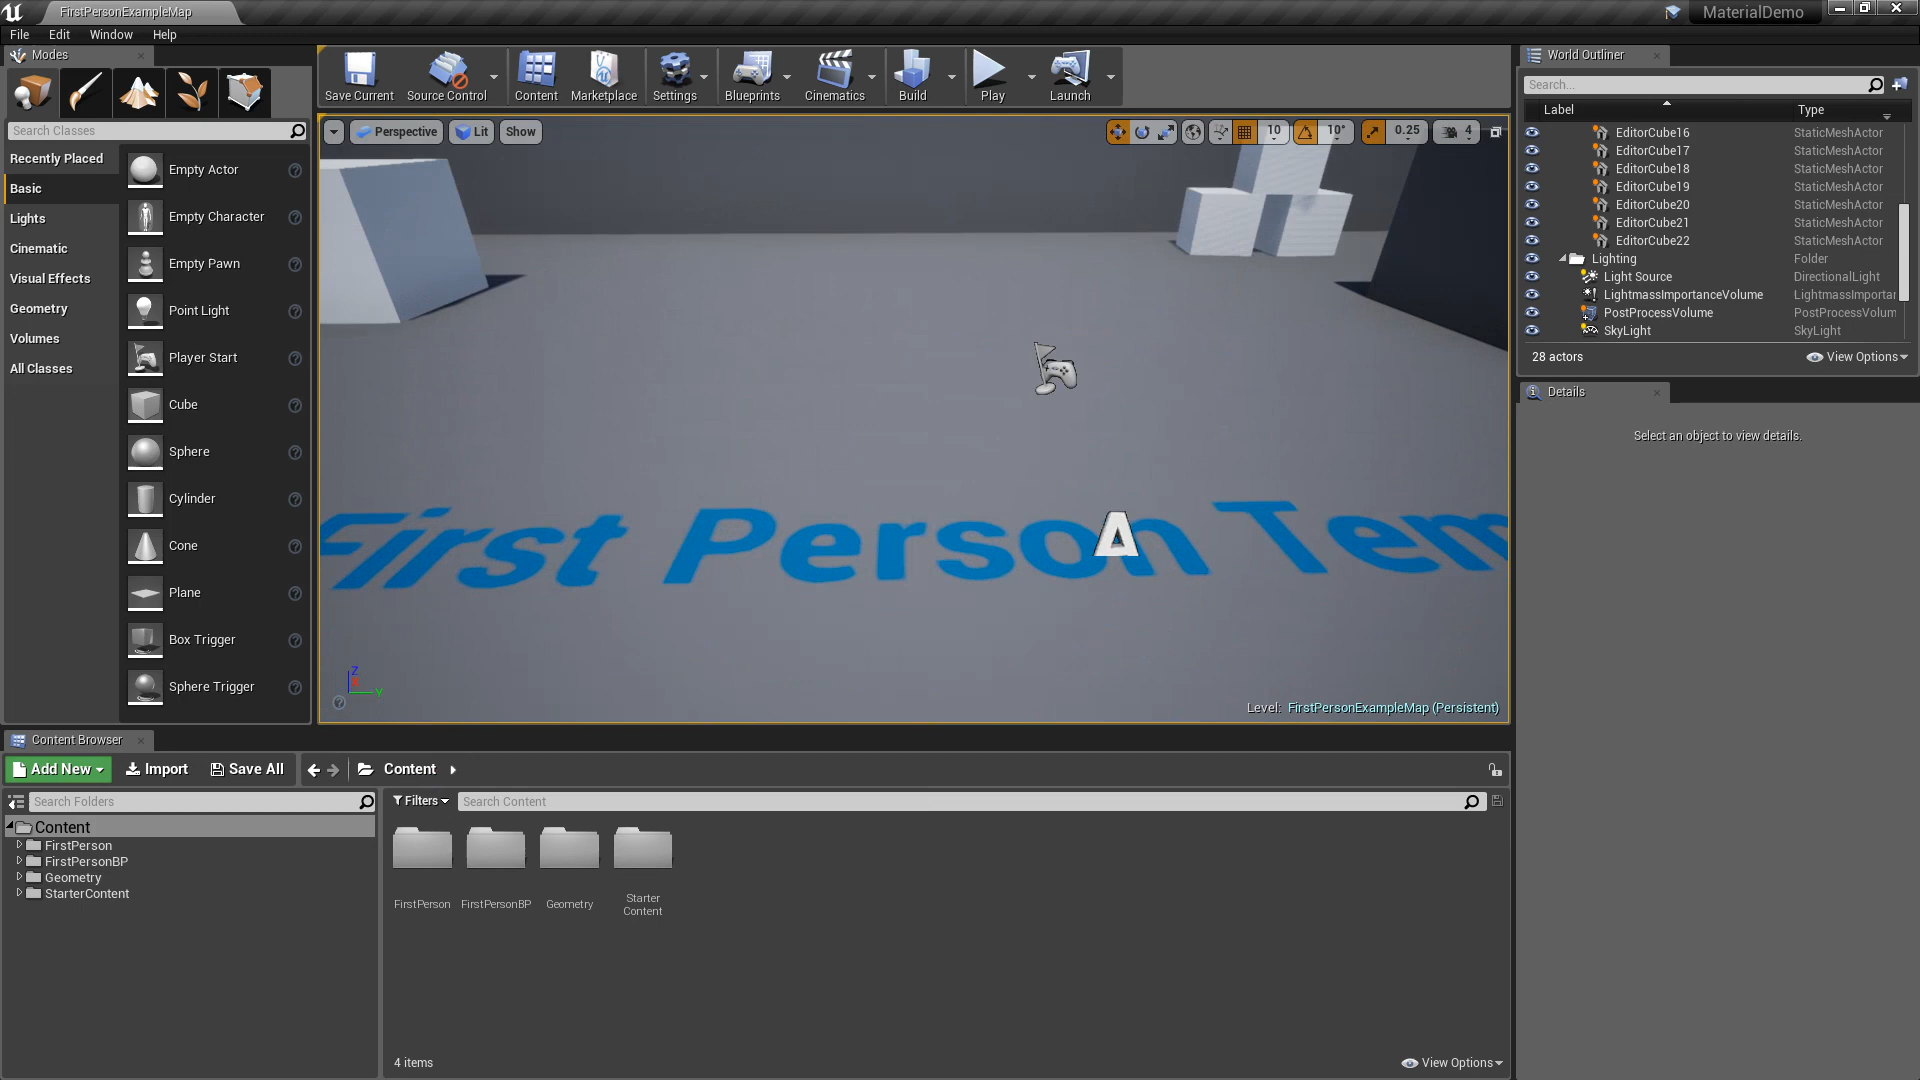 FirstPersonExampleMap
MaterialDemo
File Edit Window Help
Modes
Search Classes
Recently Placed
Basic
Lights
Cinematic
Visual Effects
Geometry
Volumes
All Classes
Empty Actor
Empty Character
Empty Pawn
Point Light
Player Start
Cube
Sphere
Cylinder
Cone
Plane
Box Trigger
Sphere Trigger
Save Current
Source Control
Content
Marketplace
Settings
Blueprints
Cinematics
Build
Play
Launch
Perspective
Lit
Show
10
10°
0.25
4
First Person Tem
A
Z
X
Y
Level: FirstPersonExampleMap (Persistent)
World Outliner
Search...
Label Type
EditorCube16 StaticMeshActor
EditorCube17 StaticMeshActor
EditorCube18 StaticMeshActor
EditorCube19 StaticMeshActor
EditorCube20 StaticMeshActor
EditorCube21 StaticMeshActor
EditorCube22 StaticMeshActor
Lighting Folder
Light Source DirectionalLight
LightmassImportanceVolume LightmassImportan
PostProcessVolume PostProcessVolum
SkyLight SkyLight
28 actors
View Options
Details
Select an object to view details.
Content Browser
Add New
Import
Save All
Content
Search Folders
Content
FirstPerson
FirstPersonBP
Geometry
StarterContent
Filters
Search Content
FirstPerson
FirstPersonBP
Geometry
Starter
Content
4 items
View Options